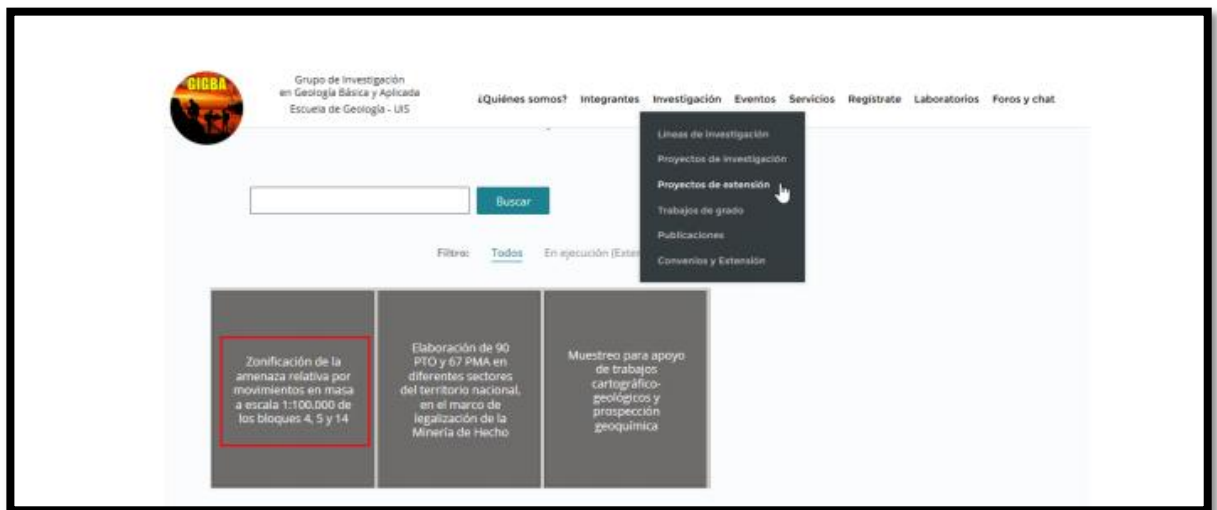 GIGBA
Grupo de Investigación
en Geología Básica y Aplicada
Escuela de Geología - UIS
¿Quiénes somos? Integrantes Investigación Eventos Servicios Regístrate Laboratorios Foros y chat
Líneas de investigación
Proyectos de investigación
Proyectos de extensión
Trabajos de grado
Publicaciones
Convenios y Extensión
Buscar
Filtro: Todos En ejecución (Exten
Zonificación de la
amenaza relativa por
movimientos en masa
a escala 1:100.000 de
los bloques 4, 5 y 14
Elaboración de 90
PTO y 67 PMA en
diferentes sectores
del territorio nacional,
en el marco de
legalización de la
Minería de Hecho
Muestreo para apoyo
de trabajos
cartográfico-
geológicos y
prospección
geoquímica